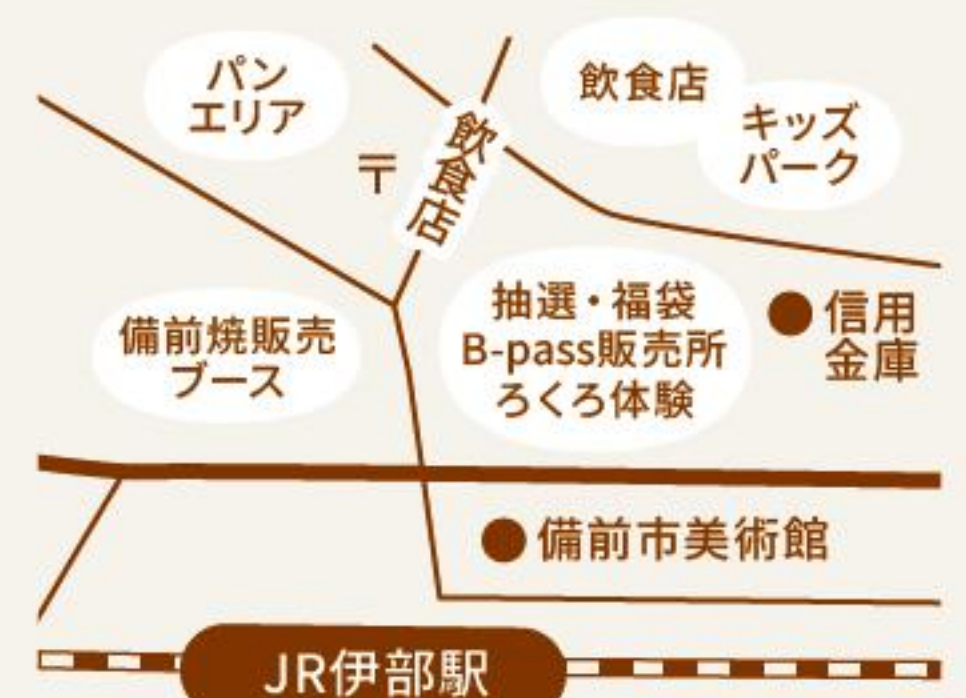 パン
エリア
飲食店
キッズ
パーク
〒
飲食店
備前焼販売
ブース
抽選・福袋
B-pass販売所
ろくろ体験
信用
金庫
備前市美術館
JR伊部駅